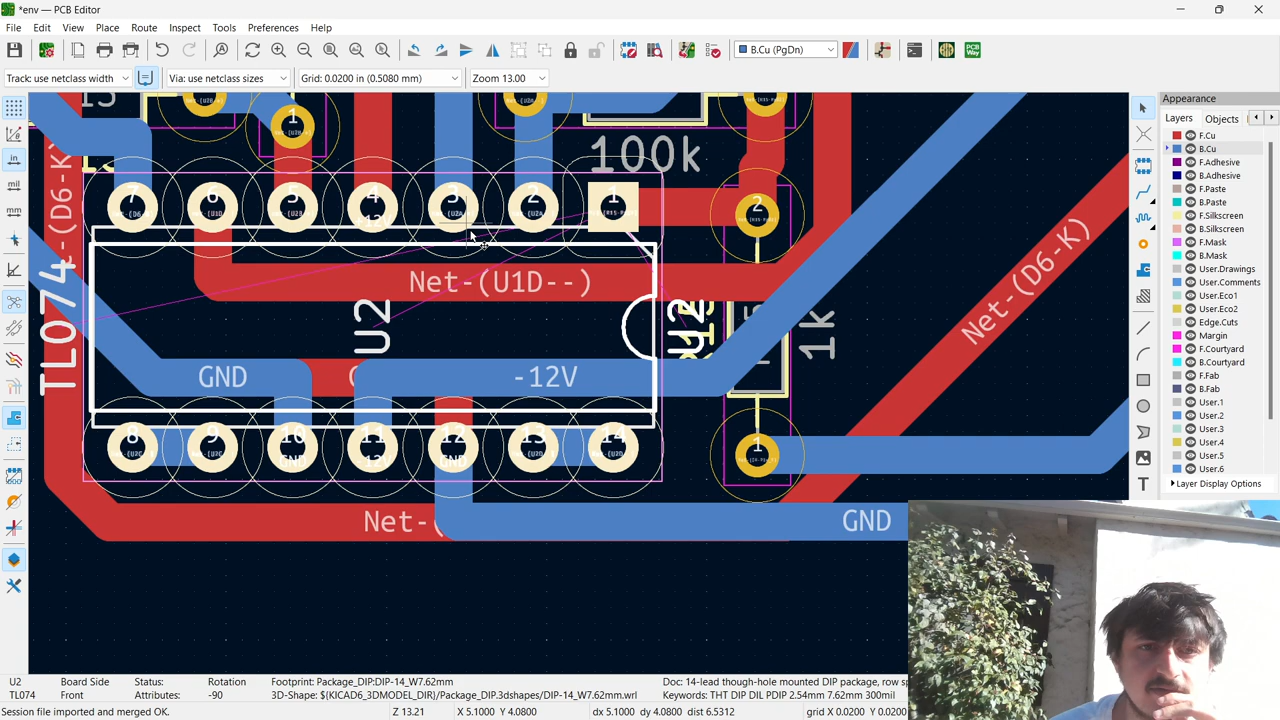 *env — PCB Editor
File Edit View Place Route Inspect Tools Preferences Help
B.Cu (PgDn)
Track: use netclass width Via: use netclass sizes Grid: 0.0200 in (0.5080 mm) Zoom 13.00
in
mil
mm
Appearance
Layers Objects
F.Cu
B.Cu
F.Adhesive
B.Adhesive
F.Paste
B.Paste
F.Silkscreen
B.Silkscreen
F.Mask
B.Mask
User.Drawings
User.Comments
User.Eco1
User.Eco2
Edge.Cuts
Margin
F.Courtyard
B.Courtyard
F.Fab
B.Fab
User.1
User.2
User.3
User.4
User.5
User.6
Layer Display Options
1
100k
7 6 5 4 3 2 1 2
Net-(U1D--)
Net-(D6-K)
TL074
U2
U2
1k
GND
-12V
8 9 10 11 12 13 14 1
GND GND
Net-(
GND
U2 Board Side Status: Rotation Footprint: Package_DIP:DIP-14_W7.62mm Doc: 14-lead though-hole mounted DIP package, row sp
TL074 Front Attributes: -90 3D-Shape: ${KICAD6_3DMODEL_DIR}/Package_DIP.3dshapes/DIP-14_W7.62mm.wrl Keywords: THT DIP DIL PDIP 2.54mm 7.62mm 300mil
Session file imported and merged OK. Z 13.21 X 5.1000 Y 4.0800 dx 5.1000 dy 4.0800 dist 6.5312 grid X 0.0200 Y 0.0200